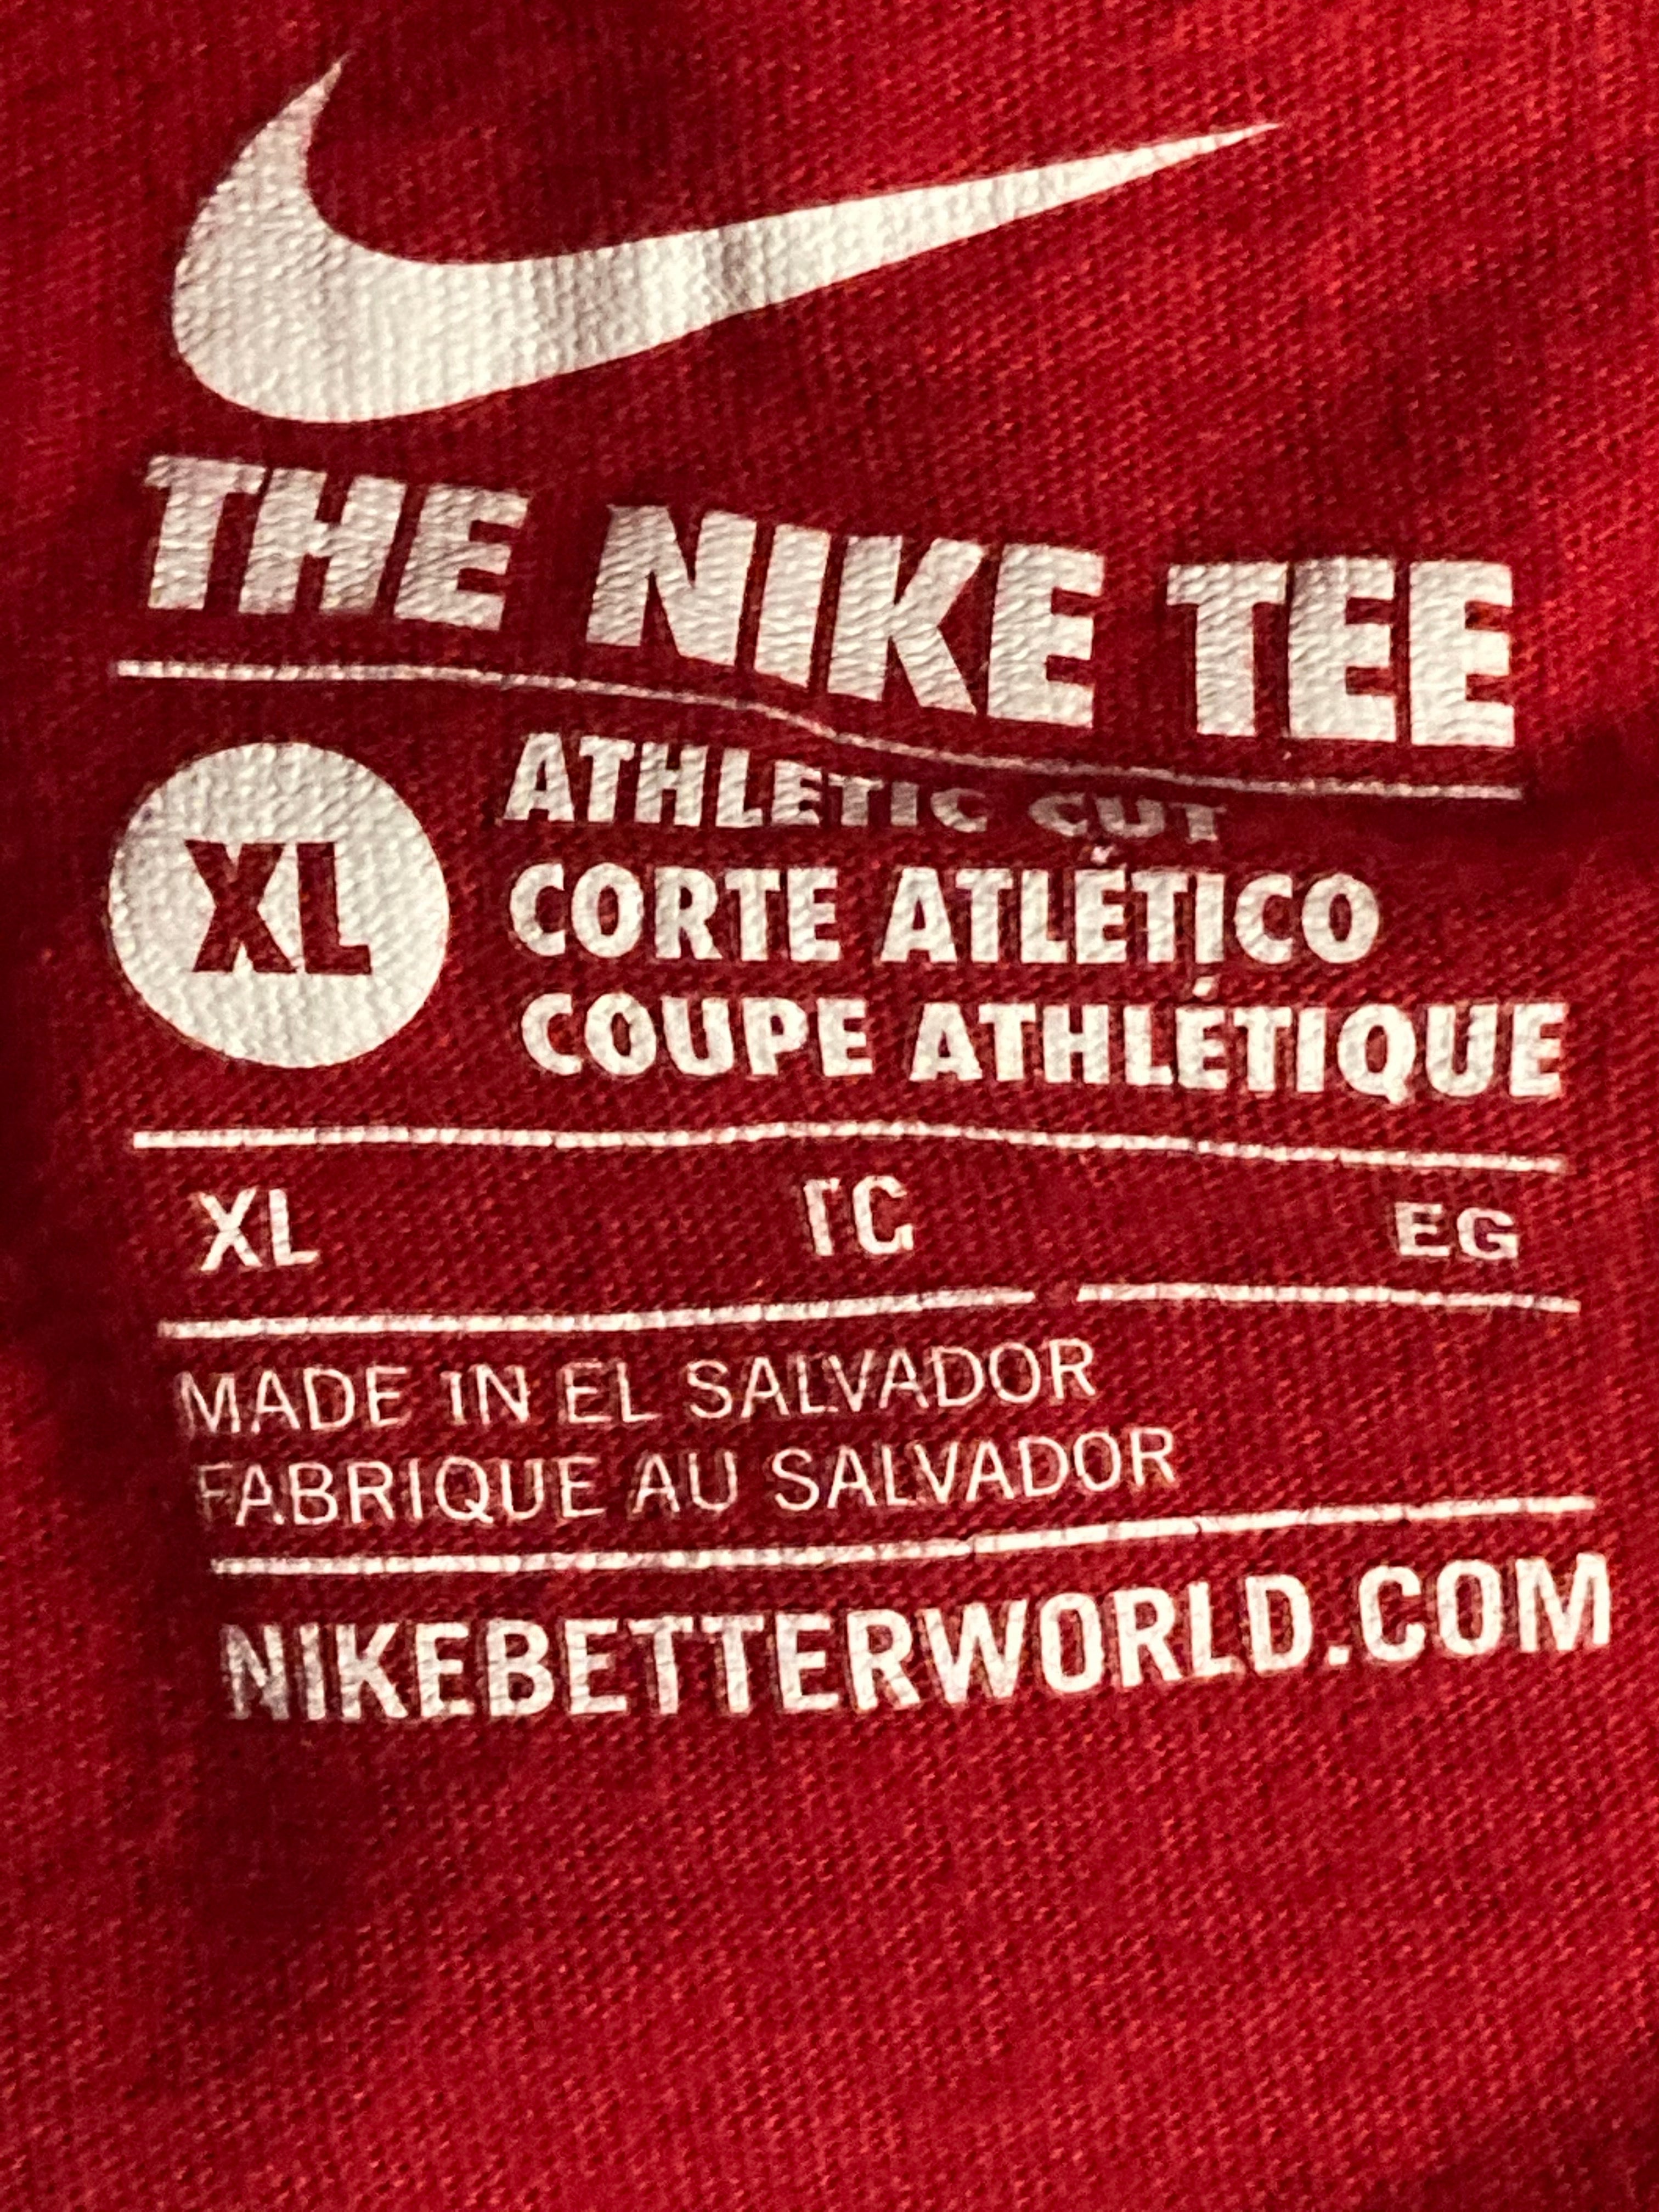 THE NIKE TEE
XL
ATHLETIC CUT
CORTE ATLÉTICO
COUPE ATHLÉTIQUE
XL TG EG
MADE IN EL SALVADOR
FABRIQUE AU SALVADOR
NIKEBETTERWORLD.COM